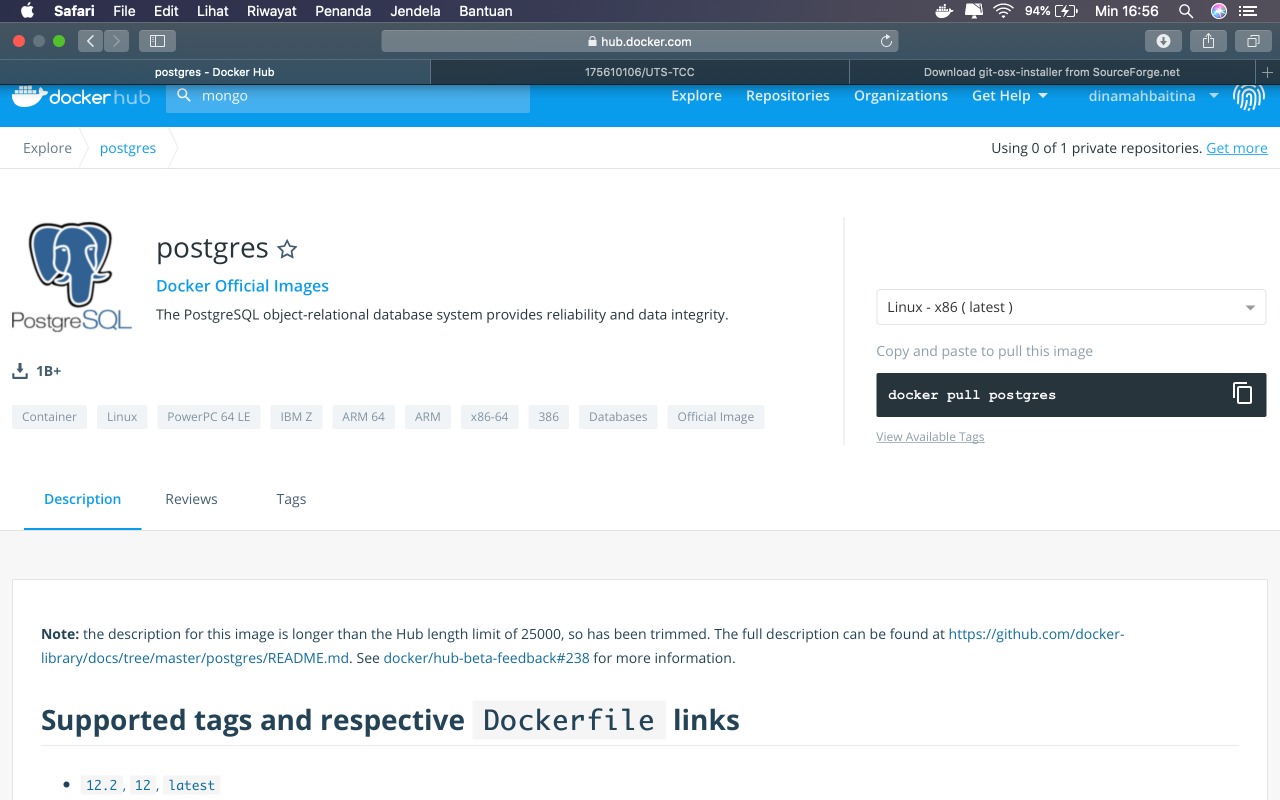 Safari File Edit Lihat Riwayat Penanda Jendela Bantuan 94% Min 16:56
hub.docker.com
postgres - Docker Hub 175610106/UTS-TCC Download git-osx-installer from SourceForge.net
docker hub mongo Explore Repositories Organizations Get Help dinamahbaitina
Explore postgres Using 0 of 1 private repositories. Get more
PostgreSQL
postgres
Docker Official Images
The PostgreSQL object-relational database system provides reliability and data integrity.
1B+
Container Linux PowerPC 64 LE IBM Z ARM 64 ARM x86-64 386 Databases Official Image
Linux - x86 ( latest )
Copy and paste to pull this image
docker pull postgres
View Available Tags
Description Reviews Tags
Note: the description for this image is longer than the Hub length limit of 25000, so has been trimmed. The full description can be found at https://github.com/docker-
library/docs/tree/master/postgres/README.md. See docker/hub-beta-feedback#238 for more information.
Supported tags and respective Dockerfile links
• 12.2, 12, latest